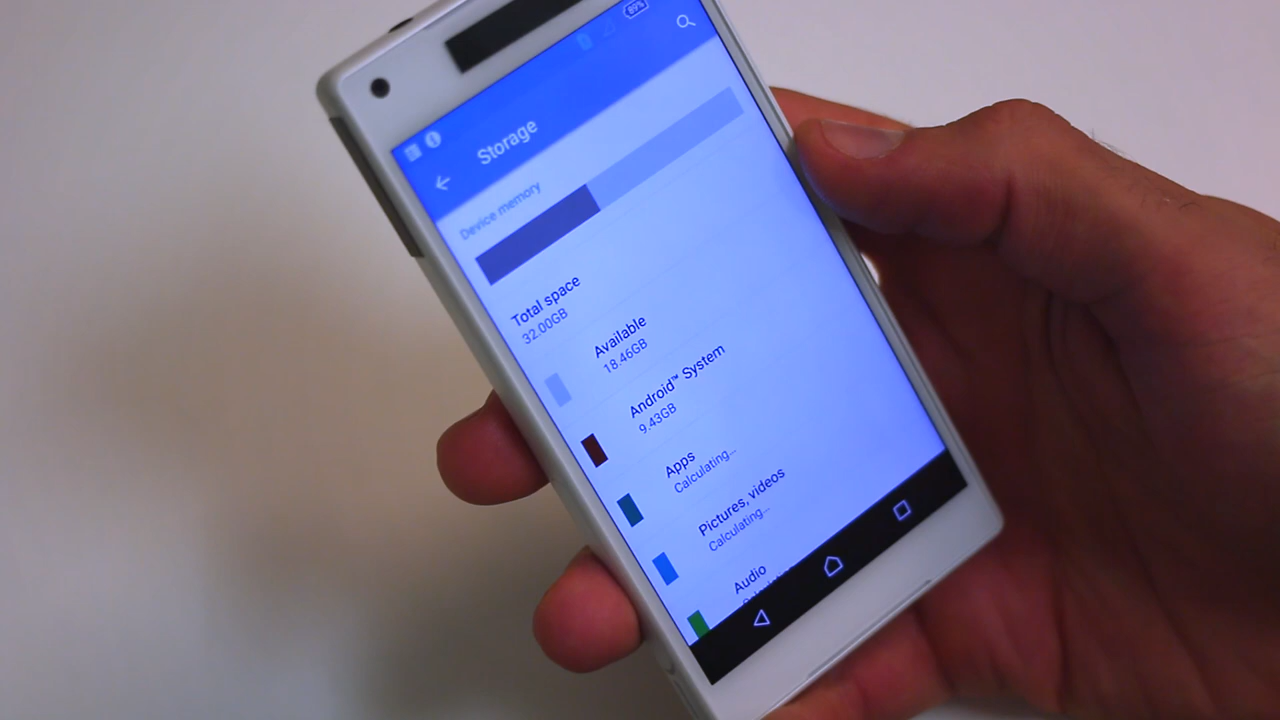 89%
Storage
Device memory
Total space
32.00GB
Available
18.46GB
Android™ System
9.43GB
Apps
Calculating...
Pictures, videos
Calculating...
Audio